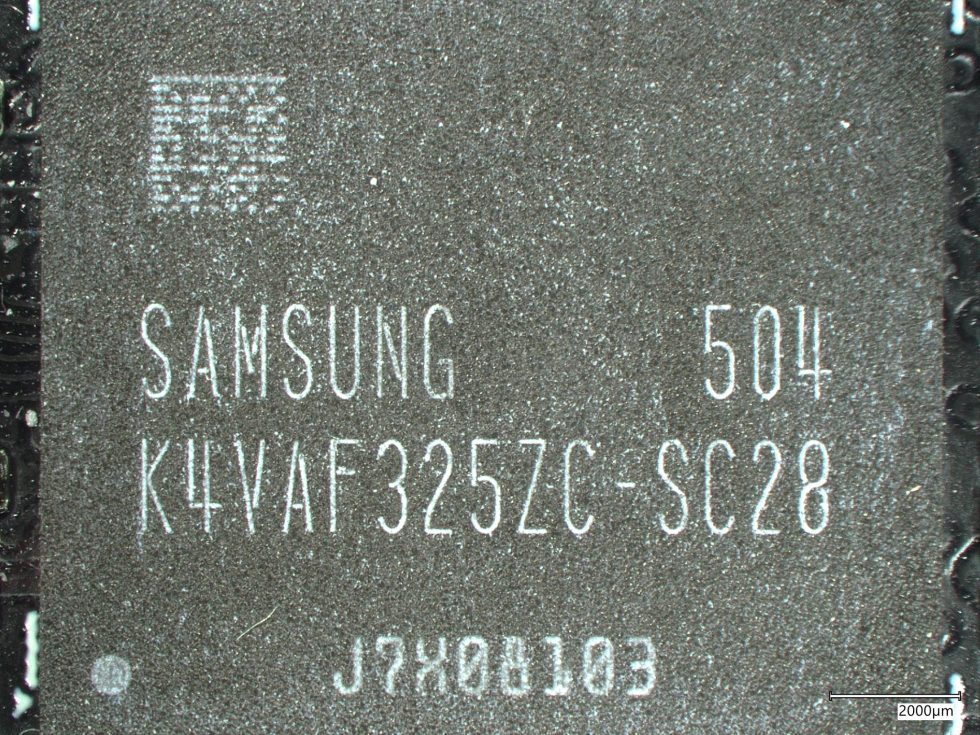 SAMSUNG 504
K4VAF325ZC-SC28
J7X08103
2000µm